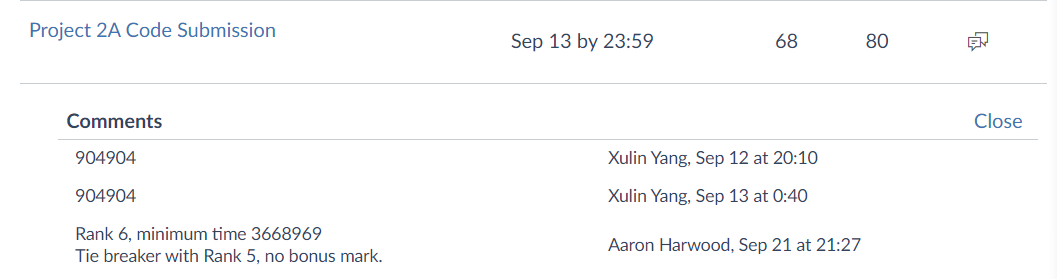 Project 2A Code Submission
Sep 13 by 23:59 68 80
Comments Close
904904 Xulin Yang, Sep 12 at 20:10
904904 Xulin Yang, Sep 13 at 0:40
Rank 6, minimum time 3668969
Tie breaker with Rank 5, no bonus mark.
Aaron Harwood, Sep 21 at 21:27